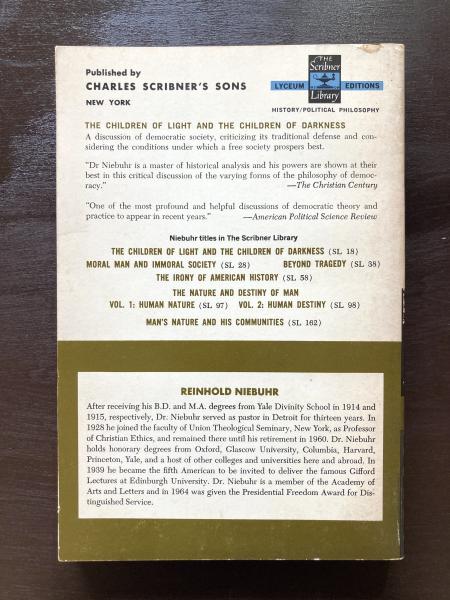 Published by
CHARLES SCRIBNER'S SONS
NEW YORK
THE
Scribner
LYCEUM EDITIONS
Library
HISTORY/POLITICAL PHILOSOPHY
THE CHILDREN OF LIGHT AND THE CHILDREN OF DARKNESS
A discussion of democratic society, criticizing its traditional defense and con-
sidering the conditions under which a free society prospers best.
"Dr Niebuhr is a master of historical analysis and his powers are shown at their
best in this critical discussion of the varying forms of the philosophy of democ-
racy." —The Christian Century
"One of the most profound and helpful discussions of democratic theory and
practice to appear in recent years." —American Political Science Review
Niebuhr titles in The Scribner Library
THE CHILDREN OF LIGHT AND THE CHILDREN OF DARKNESS (SL 18)
MORAL MAN AND IMMORAL SOCIETY (SL 28) BEYOND TRAGEDY (SL 38)
THE IRONY OF AMERICAN HISTORY (SL 58)
THE NATURE AND DESTINY OF MAN
VOL. 1: HUMAN NATURE (SL 97) VOL. 2: HUMAN DESTINY (SL 98)
MAN'S NATURE AND HIS COMMUNITIES (SL 162)
REINHOLD NIEBUHR
After receiving his B.D. and M.A. degrees from Yale Divinity School in 1914 and
1915, respectively, Dr. Niebuhr served as pastor in Detroit for thirteen years. In
1928 he joined the faculty of Union Theological Seminary, New York, as Professor
of Christian Ethics, and remained there until his retirement in 1960. Dr. Niebuhr
holds honorary degrees from Oxford, Glasgow University, Columbia, Harvard,
Princeton, Yale, and a host of other colleges and universities here and abroad. In
1939 he became the fifth American to be invited to deliver the famous Gifford
Lectures at Edinburgh University. Dr. Niebuhr is a member of the Academy of
Arts and Letters and in 1964 was given the Presidential Freedom Award for Dis-
tinguished Service.